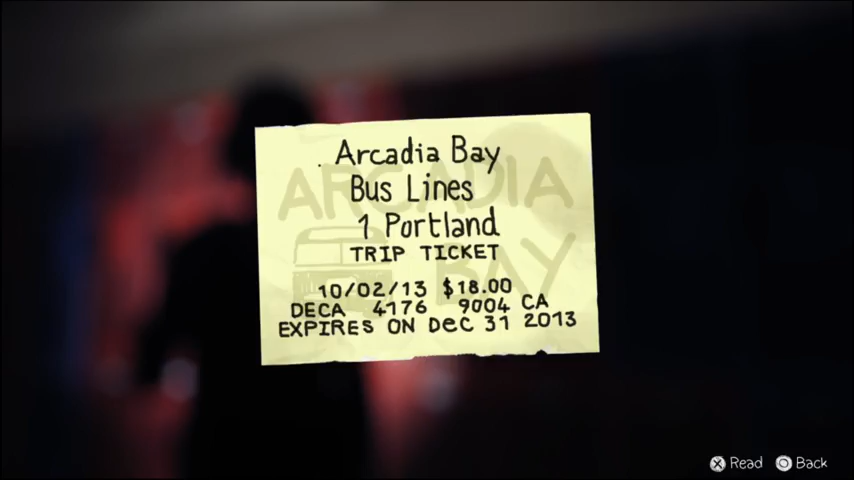 Arcadia Bay
Bus Lines
1 Portland
TRIP TICKET
ARCADIA
BAY
10/02/13 $18.00
DECA 4176 9004 CA
EXPIRES ON DEC 31 2013
Read Back